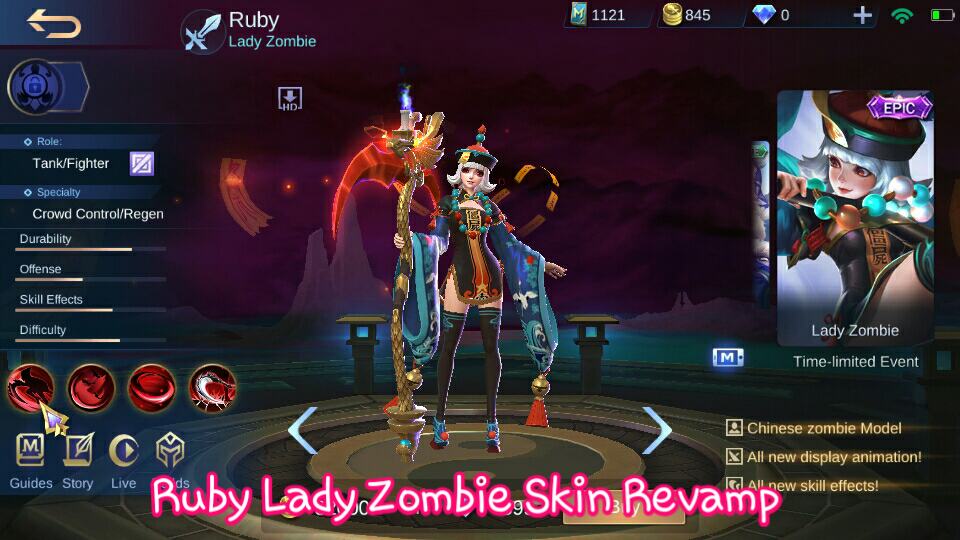 Ruby
Lady Zombie
1121
845
0
HD
EPIC
Role:
Tank/Fighter
Specialty
Crowd Control/Regen
Durability
Offense
Skill Effects
Difficulty
Lady Zombie
Time-limited Event
M
Chinese zombie Model
All new display animation!
All new skill effects!
Guides
Story
Live
Ruby Lady Zombie Skin Revamp